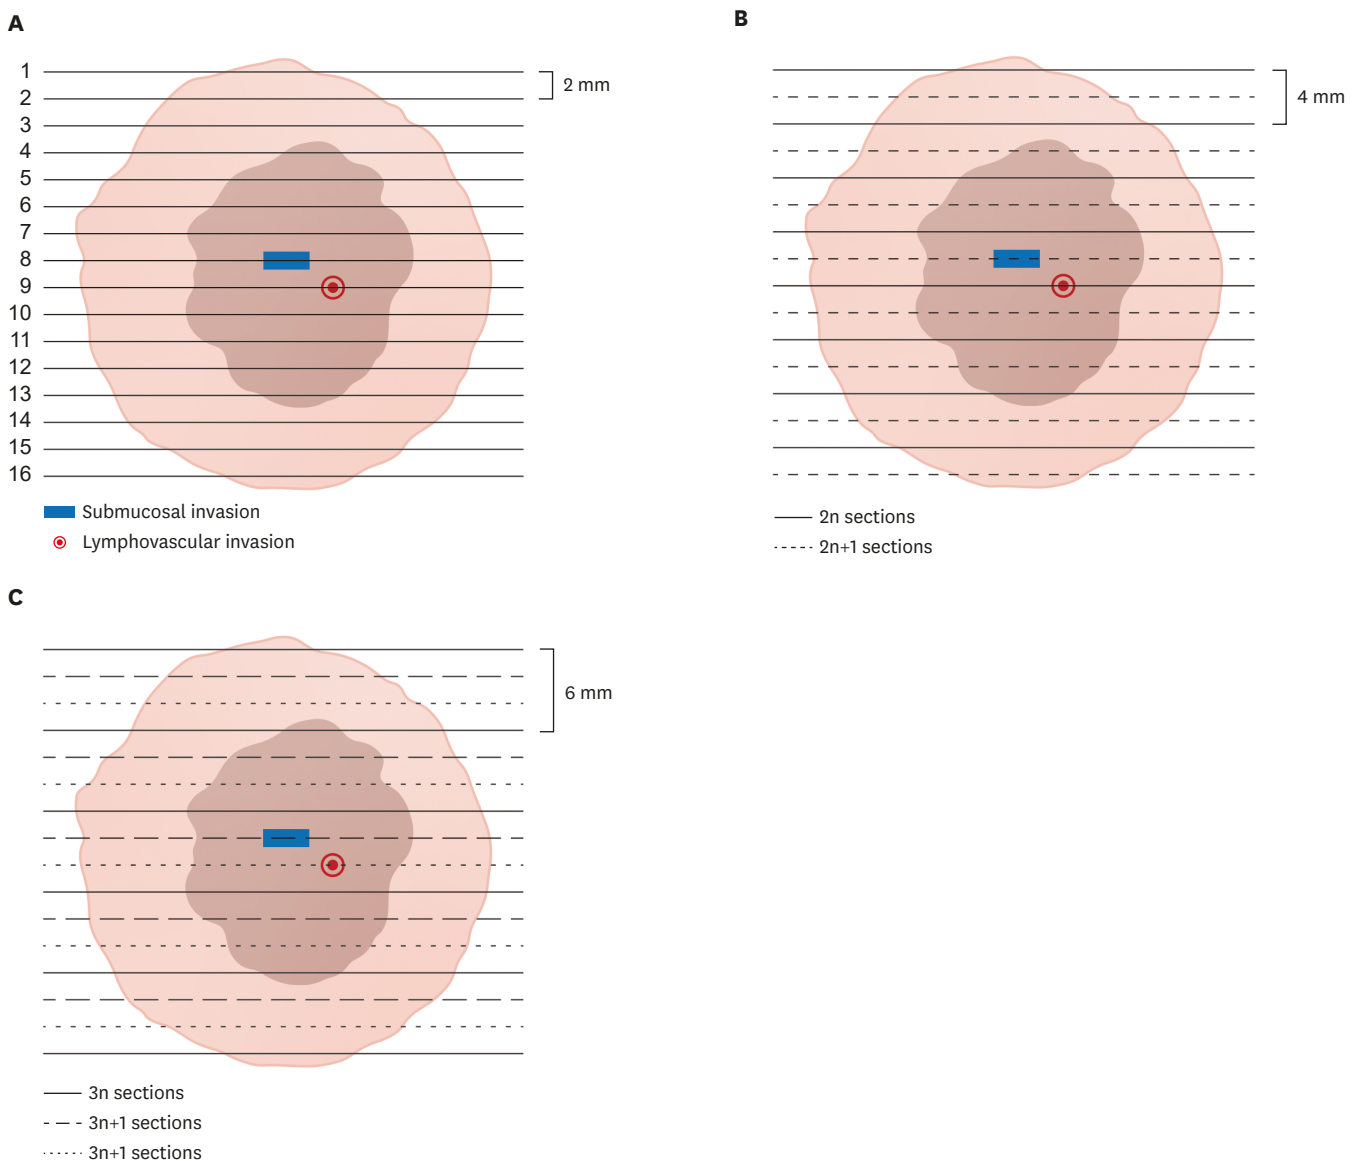 A
1
2
3
4
5
6
7
8
9
10
11
12
13
14
15
16
2 mm
Submucosal invasion
Lymphovascular invasion
B
4 mm
2n sections
2n+1 sections
C
6 mm
3n sections
3n+1 sections
3n+1 sections